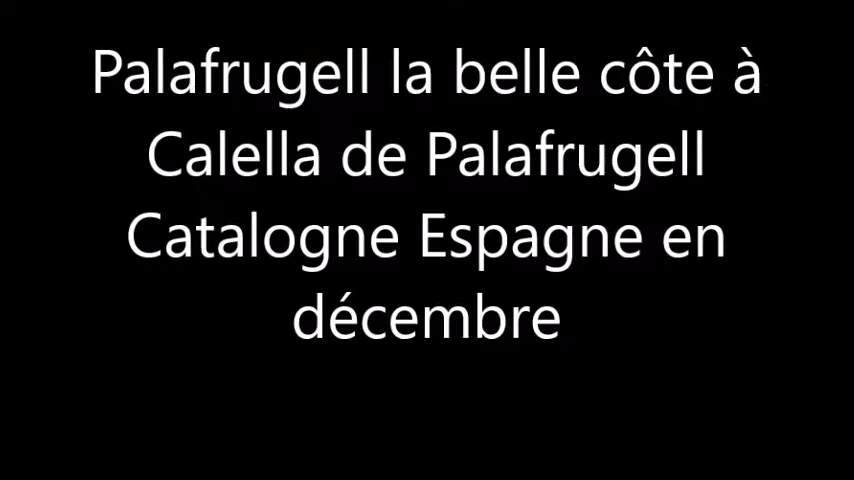 Palafrugell la belle côte à
Calella de Palafrugell
Catalogne Espagne en
décembre